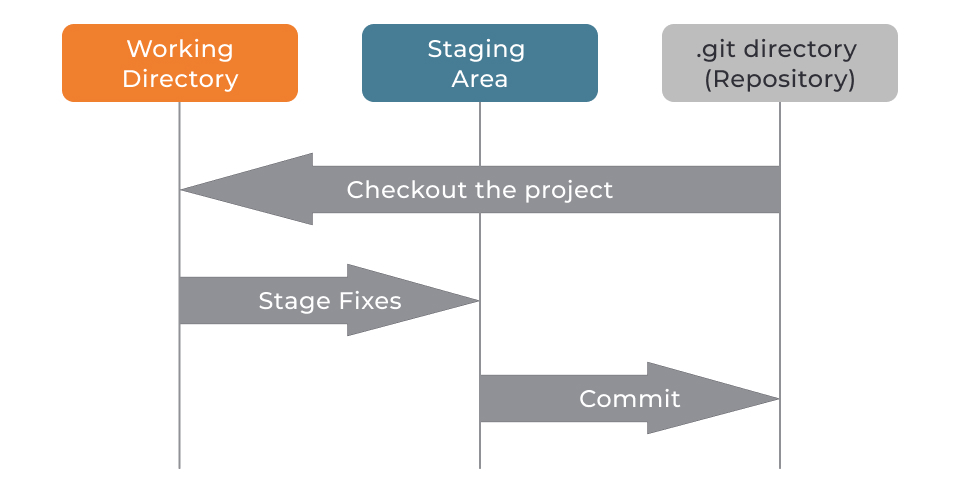 Working
Directory
Staging
Area
.git directory
(Repository)
Checkout the project
Stage Fixes
Commit